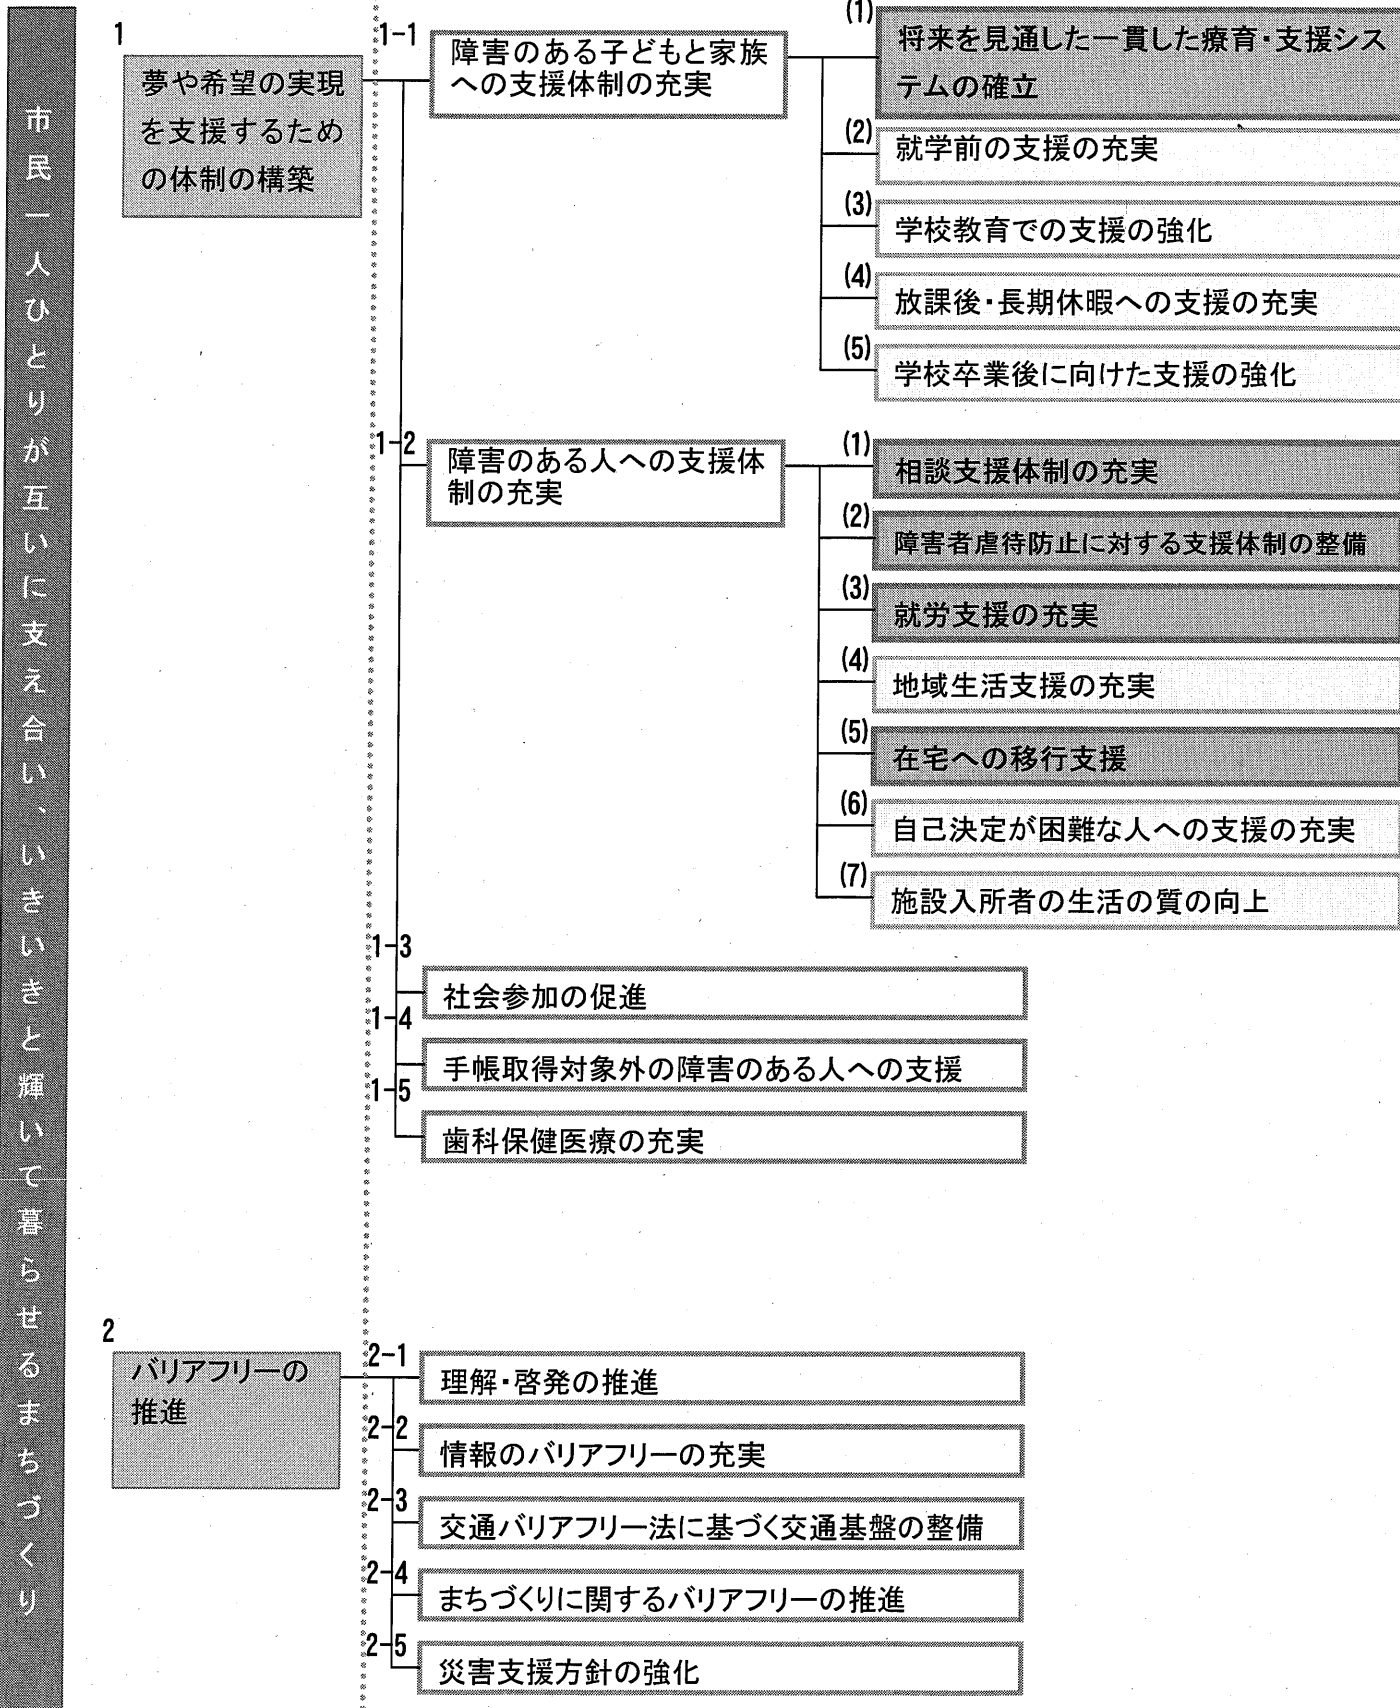 市民一人ひとりが互いに支え合い、いきいきと輝いて暮らせるまちづくり
1
夢や希望の実現
を支援するため
の体制の構築
1-1
障害のある子どもと家族
への支援体制の充実
(1)
将来を見通した一貫した療育・支援シス
テムの確立
(2)
就学前の支援の充実
(3)
学校教育での支援の強化
(4)
放課後・長期休暇への支援の充実
(5)
学校卒業後に向けた支援の強化
1-2
障害のある人への支援体
制の充実
(1)
相談支援体制の充実
(2)
障害者虐待防止に対する支援体制の整備
(3)
就労支援の充実
(4)
地域生活支援の充実
(5)
在宅への移行支援
(6)
自己決定が困難な人への支援の充実
(7)
施設入所者の生活の質の向上
1-3
社会参加の促進
1-4
手帳取得対象外の障害のある人への支援
1-5
歯科保健医療の充実
2
バリアフリーの
推進
2-1
理解・啓発の推進
2-2
情報のバリアフリーの充実
2-3
交通バリアフリー法に基づく交通基盤の整備
2-4
まちづくりに関するバリアフリーの推進
2-5
災害支援方針の強化